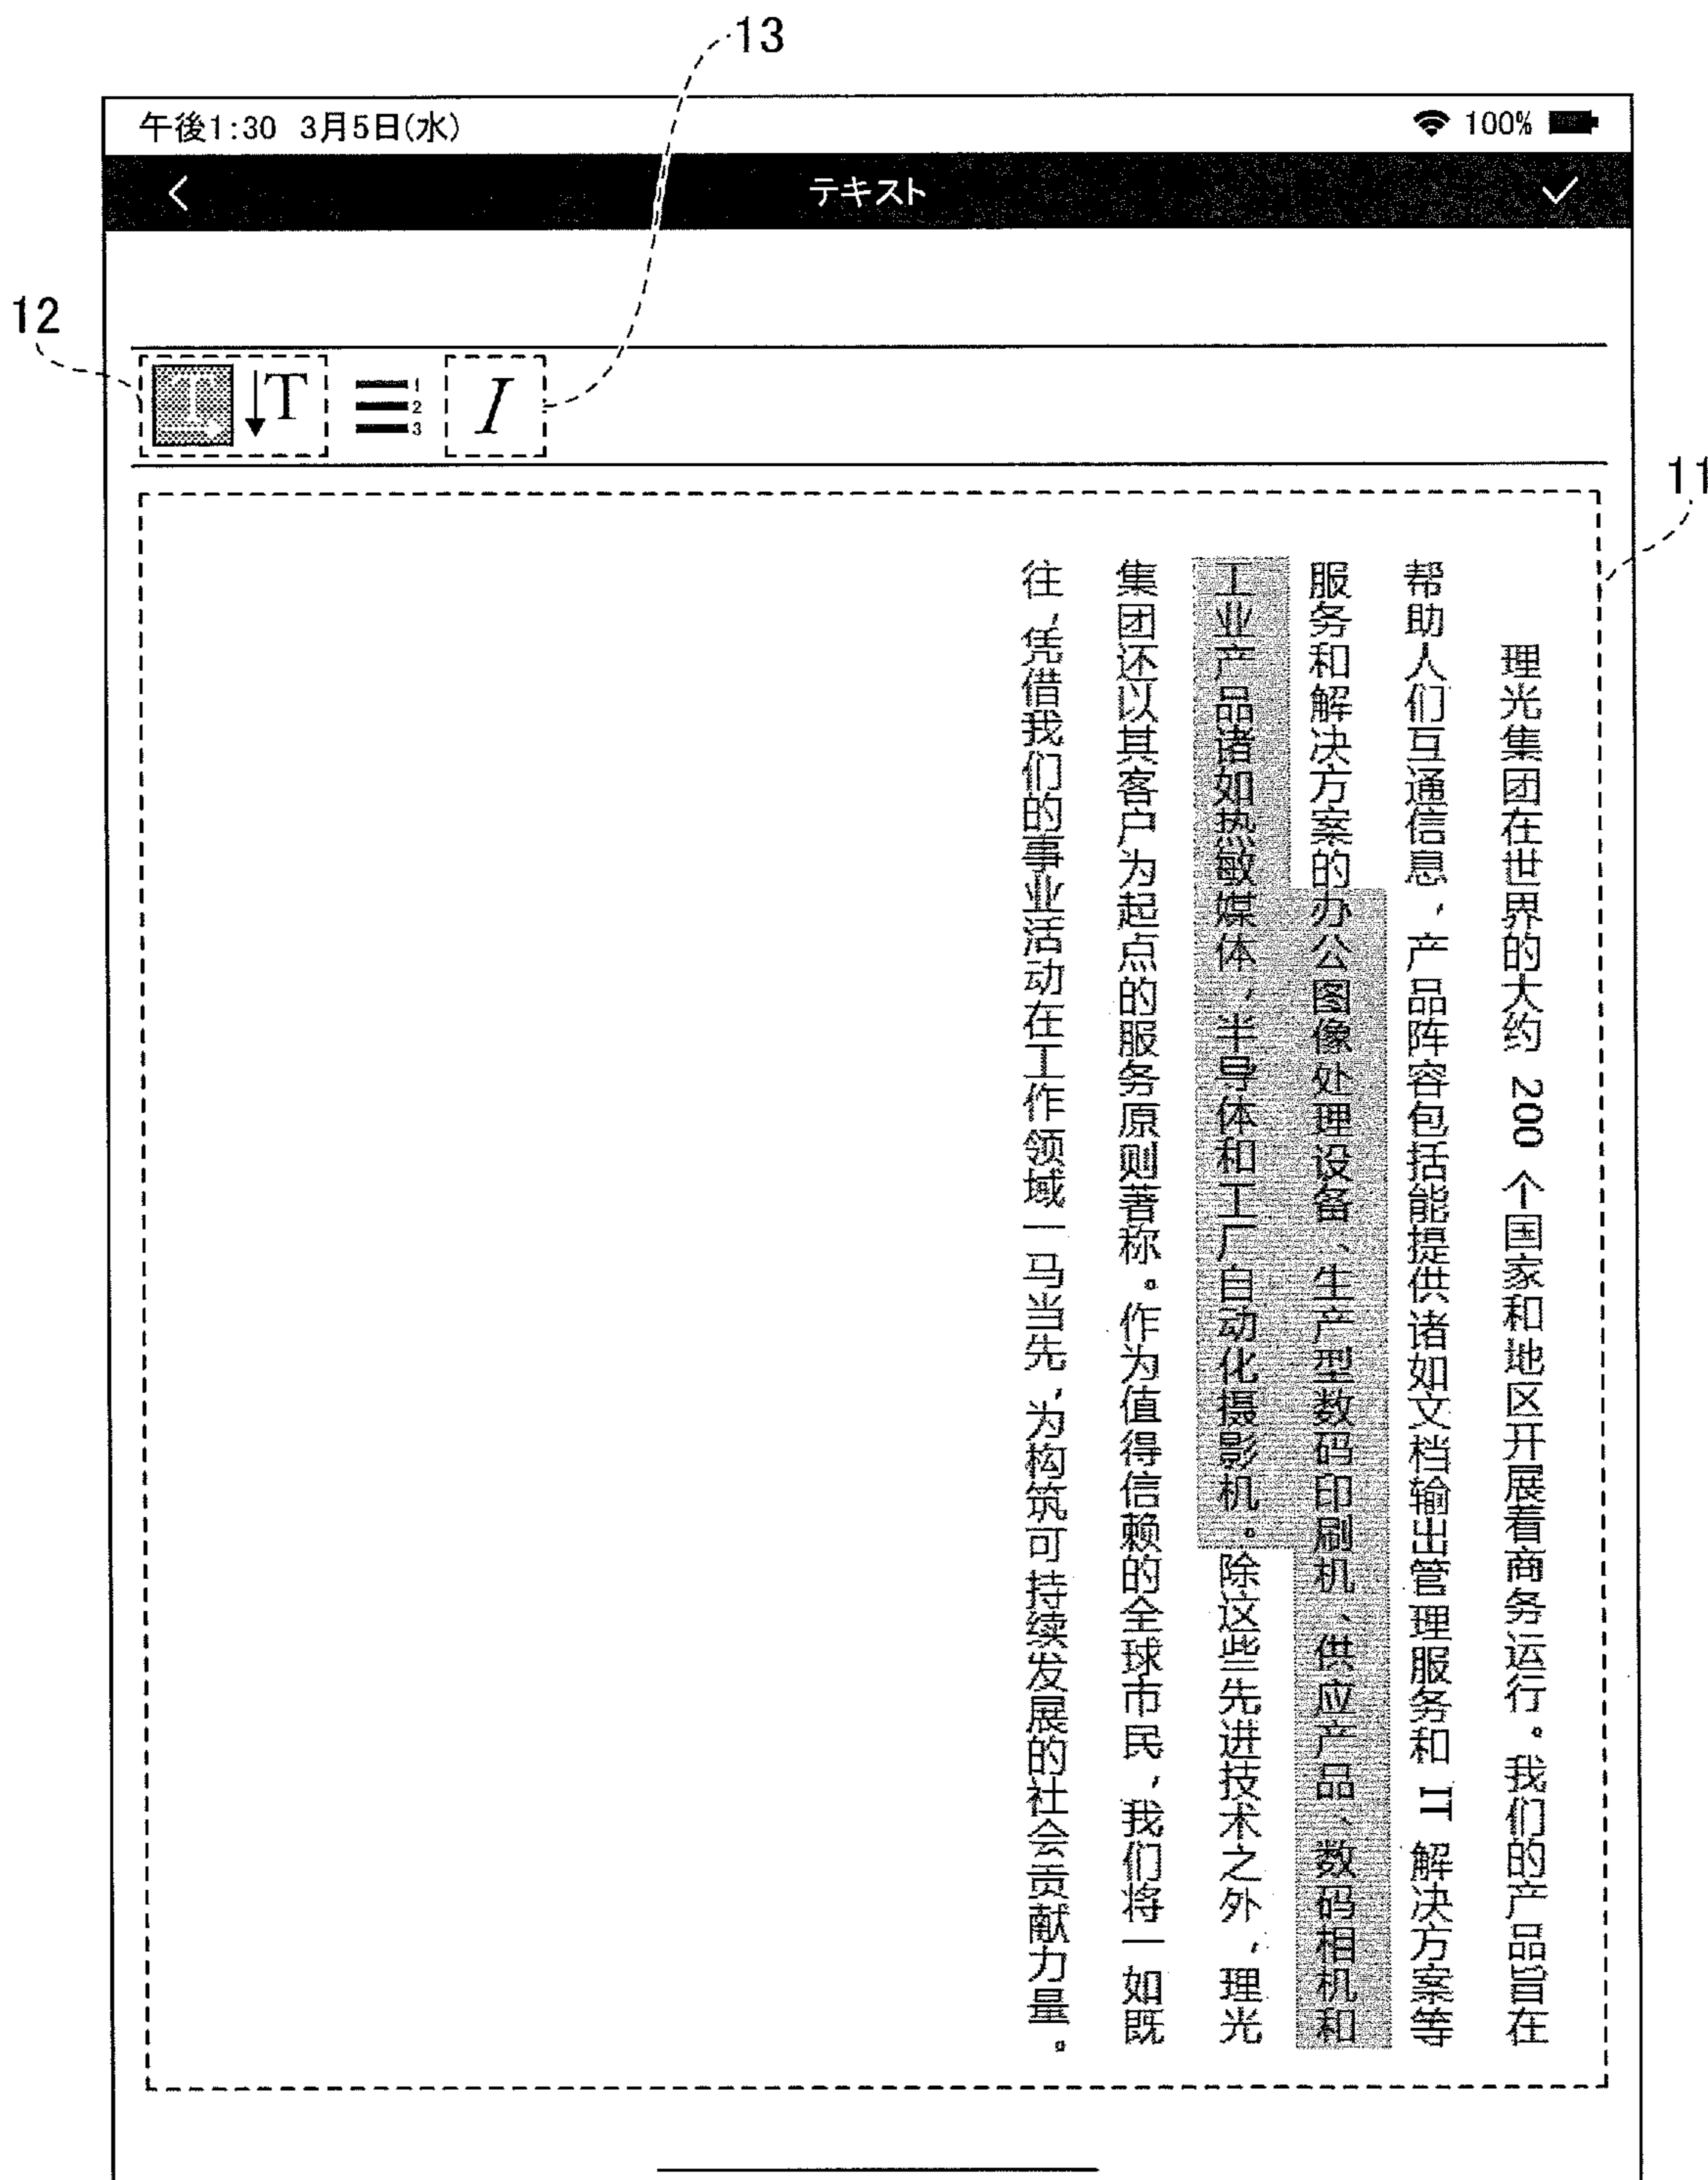 13
午後1:30 3月5日(水)
100%
テキスト
12
T
T
1
2
3
I
11
理光集团在世界的大约 200 个国家和地区开展着商务运行。我们的产品旨在
帮助人们互通信息，产品阵容包括能提供诸如文档输出管理服务和 IT 解决方案等
服务和解决方案的办公图像处理设备、生产型数码印刷机、供应产品、数码相机和
工业产品诸如热敏媒体，半导体和工厂自动化摄影机。除这些先进技术之外，理光
集团还以其客户为起点的服务原则著称。作为值得信赖的全球市民，我们将一如既
往，凭借我们的事业活动在工作领域一马当先，为构筑可持续发展的社会贡献力量。